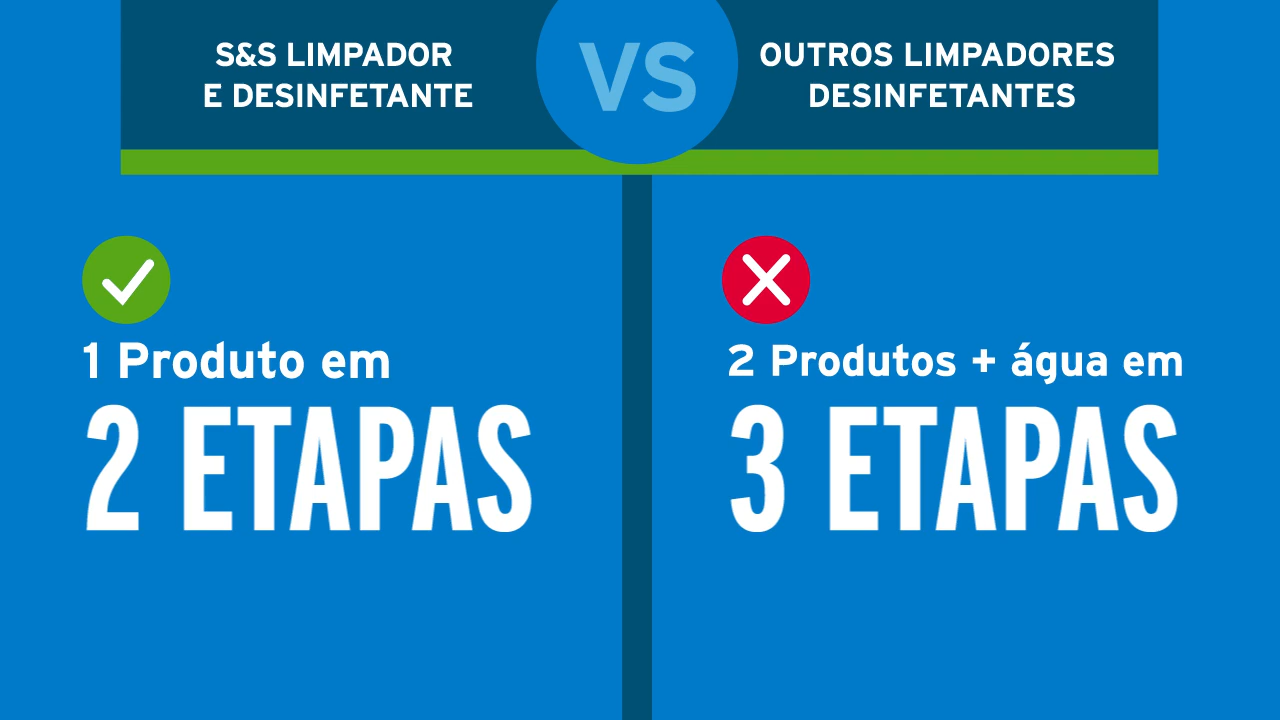 S&S LIMPADOR
E DESINFETANTE
VS
OUTROS LIMPADORES
DESINFETANTES
1 Produto em
2 ETAPAS
2 Produtos + água em
3 ETAPAS